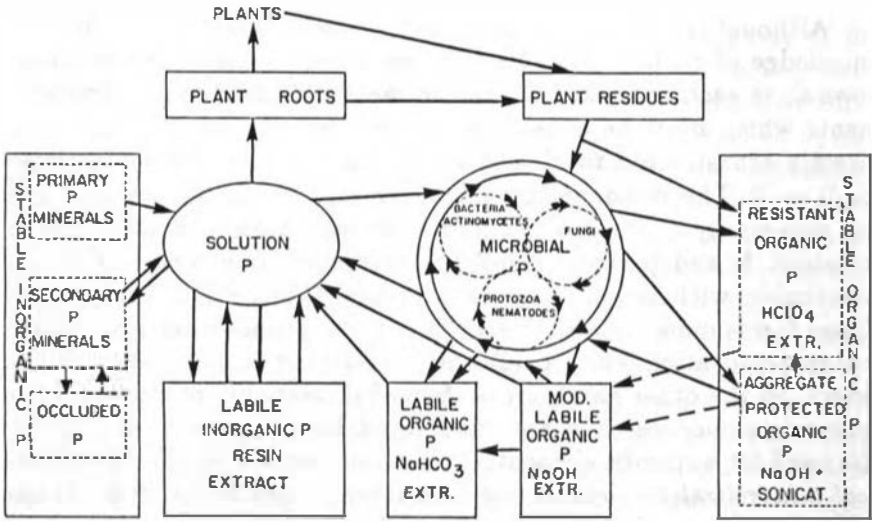 PLANTS
PLANT ROOTS
PLANT RESIDUES
STABLE INORGANIC P
PRIMARY
P
MINERALS
SECONDARY
P
MINERALS
OCCLUDED
P
SOLUTION
P
BACTERIA
ACTINOMYCETES
FUNGI
MICROBIAL
P
PROTOZOA
NEMATODES
STABLE ORGANIC P
RESISTANT
ORGANIC
P
HClO4
EXTR.
AGGREGATE
PROTECTED
ORGANIC
P
NaOH +
SONICAT.
LABILE
INORGANIC P
RESIN
EXTRACT
LABILE
ORGANIC
P
NaHCO3
EXTR.
MOD.
LABILE
ORGANIC
P
NaOH
EXTR.